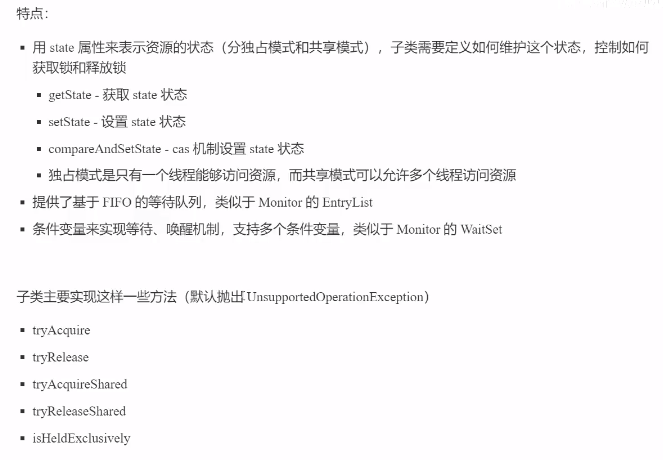 特点：
用 state 属性来表示资源的状态（分独占模式和共享模式），子类需要定义如何维护这个状态，控制如何
获取锁和释放锁
getState - 获取 state 状态
setState - 设置 state 状态
compareAndSetState - cas 机制设置 state 状态
独占模式是只有一个线程能够访问资源，而共享模式可以允许多个线程访问资源
提供了基于 FIFO 的等待队列，类似于 Monitor 的 EntryList
条件变量来实现等待、唤醒机制，支持多个条件变量，类似于 Monitor 的 WaitSet
子类主要实现这样一些方法（默认抛出 UnsupportedOperationException）
tryAcquire
tryRelease
tryAcquireShared
tryReleaseShared
isHeldExclusively